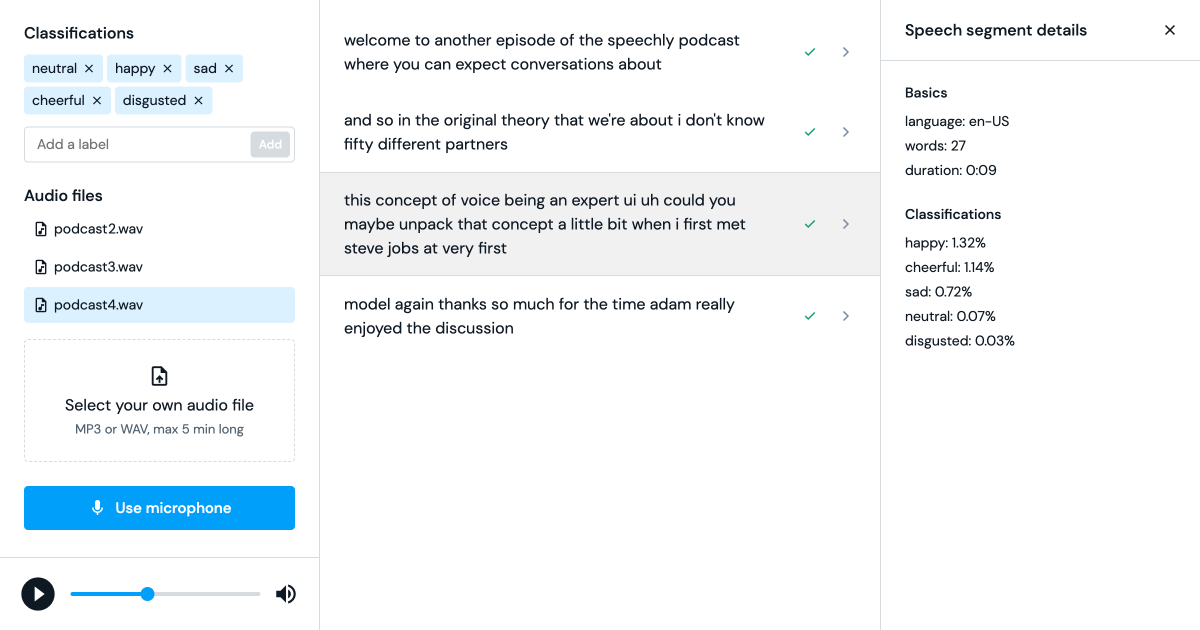 Classifications
neutral
happy
sad
cheerful
disgusted
Add a label
Add
Audio files
podcast2.wav
podcast3.wav
podcast4.wav
Select your own audio file
MP3 or WAV, max 5 min long
Use microphone
welcome to another episode of the speechly podcast
where you can expect conversations about
and so in the original theory that we're about i don't know
fifty different partners
this concept of voice being an expert ui uh could you
maybe unpack that concept a little bit when i first met
steve jobs at very first
model again thanks so much for the time adam really
enjoyed the discussion
Speech segment details
Basics
language: en-US
words: 27
duration: 0:09
Classifications
happy: 1.32%
cheerful: 1.14%
sad: 0.72%
neutral: 0.07%
disgusted: 0.03%